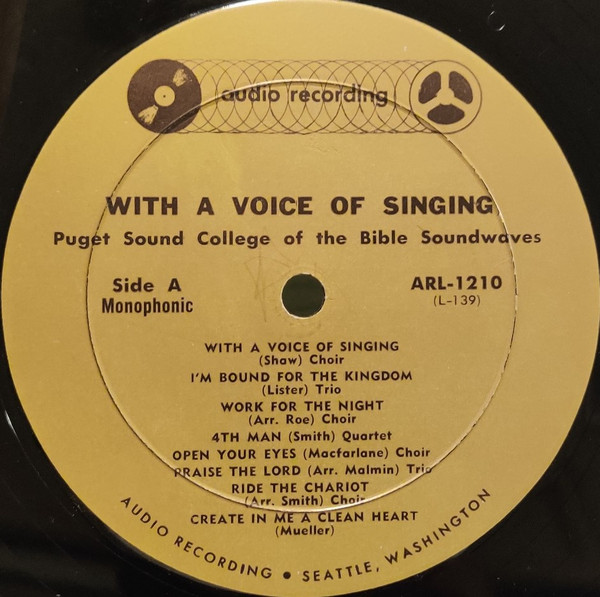 audio recording
WITH A VOICE OF SINGING
Puget Sound College of the Bible Soundwaves
Side A
Monophonic
ARL-1210
(L-139)
WITH A VOICE OF SINGING
(Shaw) Choir
I'M BOUND FOR THE KINGDOM
(Lister) Trio
WORK FOR THE NIGHT
(Arr. Roe) Choir
4TH MAN (Smith) Quartet
OPEN YOUR EYES (Macfarlane) Choir
PRAISE THE LORD (Arr. Malmin) Trio
RIDE THE CHARIOT
(Arr. Smith) Choir
CREATE IN ME A CLEAN HEART
(Mueller)
AUDIO RECORDING • SEATTLE, WASHINGTON